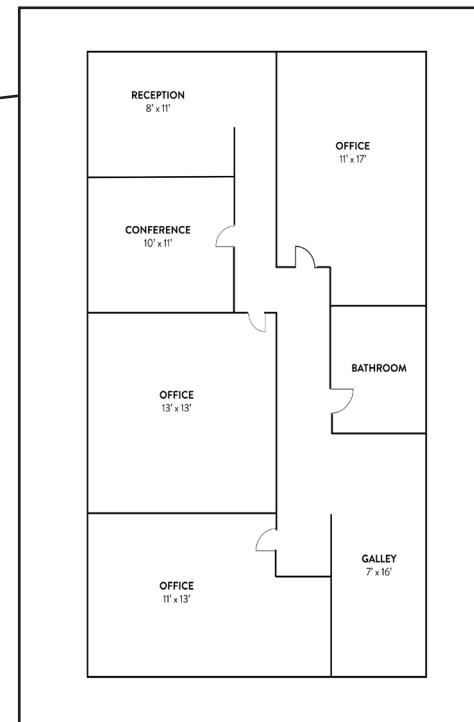 RECEPTION
8' x 11'
OFFICE
11' x 17'
CONFERENCE
10' x 11'
BATHROOM
OFFICE
13' x 13'
GALLEY
7' x 16'
OFFICE
11' x 13'